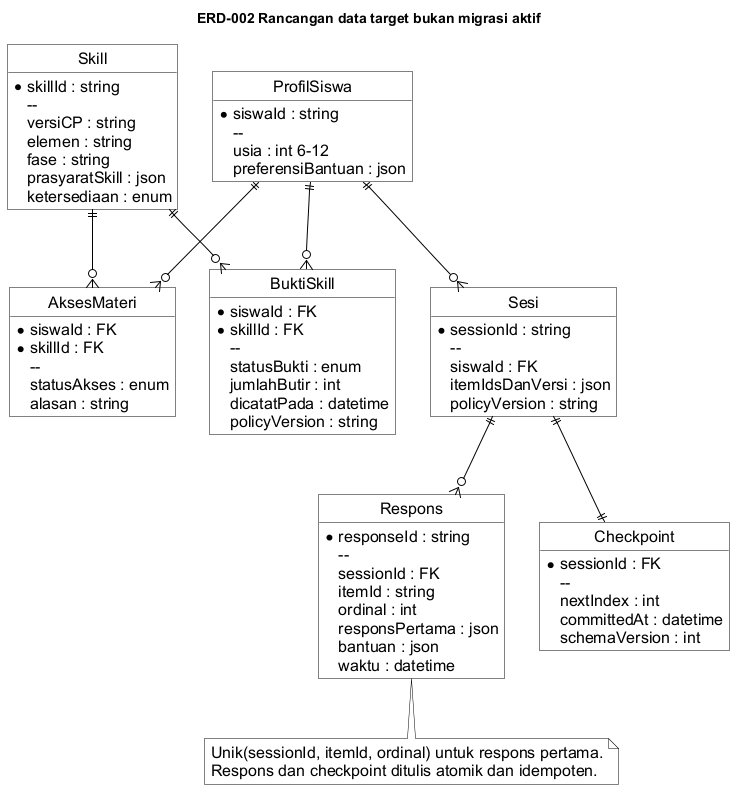 ERD-002 Rancangan data target bukan migrasi aktif
Skill
skillId : string
--
versiCP : string
elemen : string
fase : string
prasyaratSkill : json
ketersediaan : enum
ProfilSiswa
siswaId : string
--
usia : int 6-12
preferensiBantuan : json
AksesMateri
siswaId : FK
skillId : FK
--
statusAkses : enum
alasan : string
BuktiSkill
siswaId : FK
skillId : FK
--
statusBukti : enum
jumlahButir : int
dicatatPada : datetime
policyVersion : string
Sesi
sessionId : string
--
siswaId : FK
itemIdsDanVersi : json
policyVersion : string
Respons
responseId : string
--
sessionId : FK
itemId : string
ordinal : int
responsPertama : json
bantuan : json
waktu : datetime
Checkpoint
sessionId : FK
--
nextIndex : int
committedAt : datetime
schemaVersion : int
Unik(sessionId, itemId, ordinal) untuk respons pertama.
Respons dan checkpoint ditulis atomik dan idempoten.